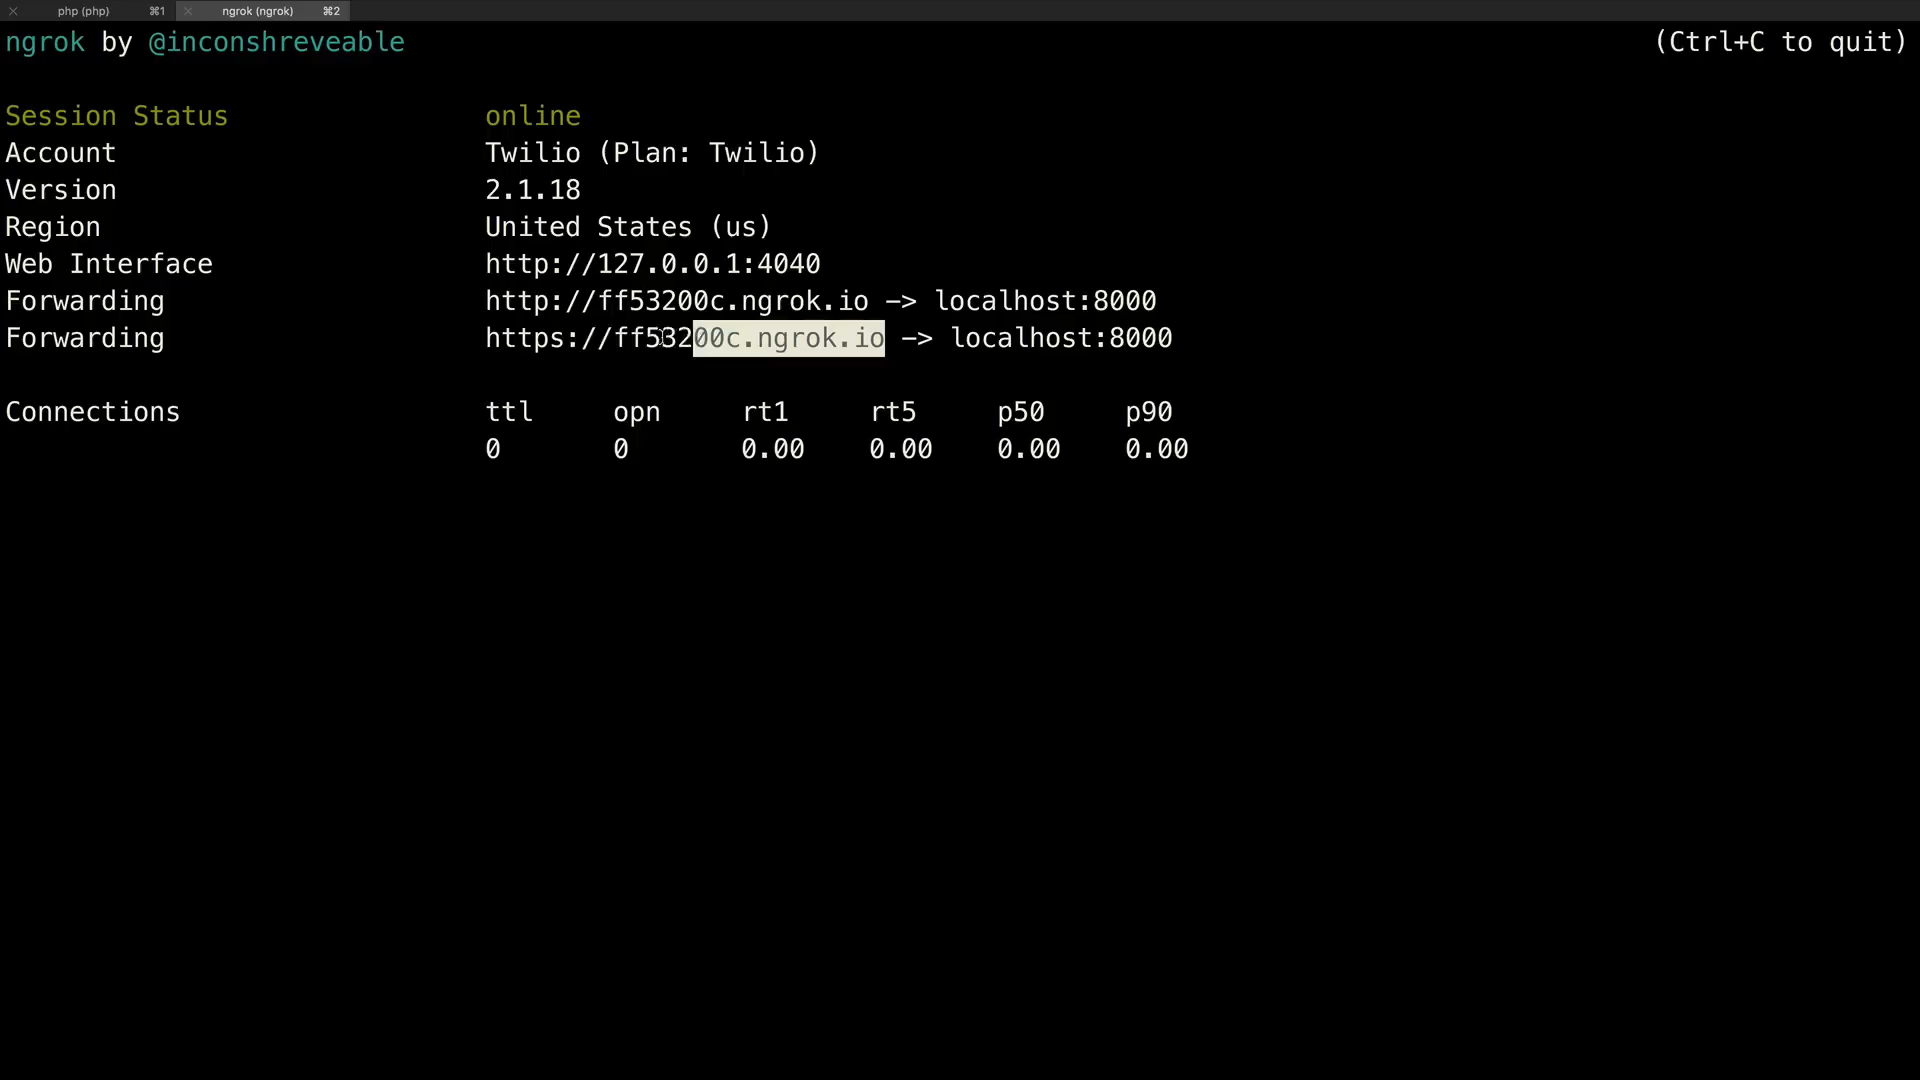 php (php) ⌘1 ngrok (ngrok) ⌘2
ngrok by @inconshreveable (Ctrl+C to quit)
Session Status online
Account Twilio (Plan: Twilio)
Version 2.1.18
Region United States (us)
Web Interface http://127.0.0.1:4040
Forwarding http://ff53200c.ngrok.io -> localhost:8000
Forwarding https://ff53200c.ngrok.io -> localhost:8000
Connections ttl opn rt1 rt5 p50 p90
0 0 0.00 0.00 0.00 0.00